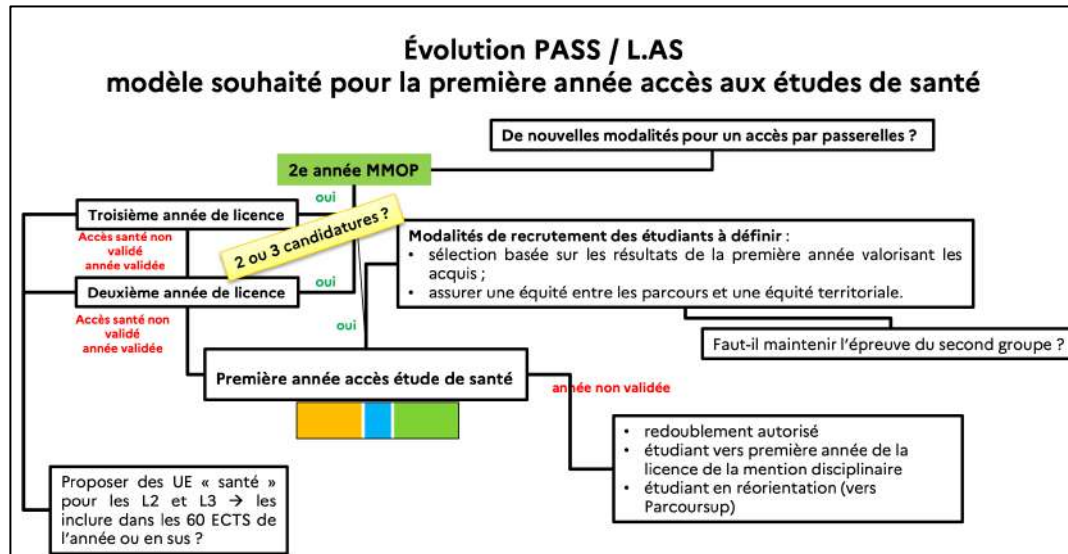 Évolution PASS / L.AS
modèle souhaité pour la première année accès aux études de santé
De nouvelles modalités pour un accès par passerelles ?
2e année MMOP
oui
Troisième année de licence
2 ou 3 candidatures ?
Accès santé non
validé
année validée
Modalités de recrutement des étudiants à définir :
• sélection basée sur les résultats de la première année valorisant les
acquis ;
• assurer une équité entre les parcours et une équité territoriale.
Deuxième année de licence
oui
Accès santé non
validé
année validée
oui
Faut-il maintenir l'épreuve du second groupe ?
Première année accès étude de santé
année non validée
• redoublement autorisé
• étudiant vers première année de la
licence de la mention disciplinaire
• étudiant en réorientation (vers
Parcoursup)
Proposer des UE « santé »
pour les L2 et L3 → les
inclure dans les 60 ECTS de
l'année ou en sus ?